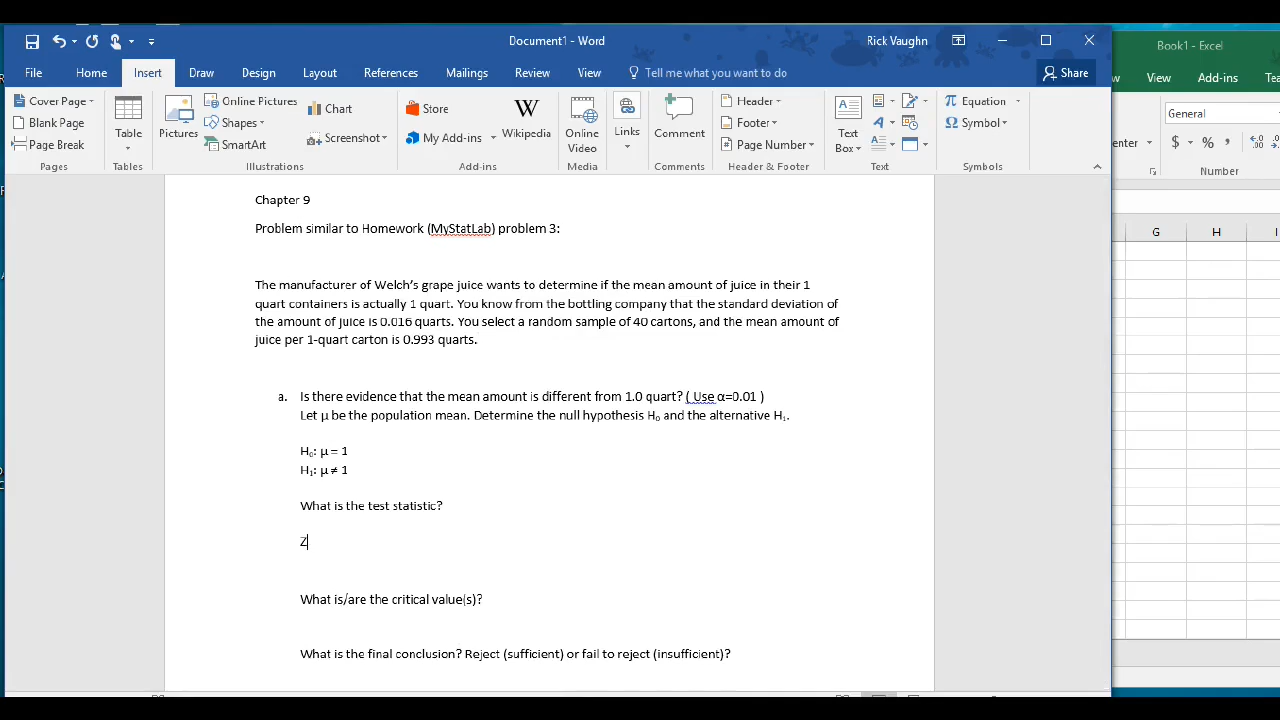 Document1 - Word
Rick Vaughn
Book1 - Excel
File Home Insert Draw Design Layout References Mailings Review View Tell me what you want to do Share
View Add-ins
Cover Page
Blank Page
Page Break
Pages
Table
Tables
Pictures
Online Pictures
Shapes
SmartArt
Chart
Screenshot
Illustrations
Store
My Add-ins
Wikipedia
Add-ins
Online Video
Media
Links
Comment
Comments
Header
Footer
Page Number
Header & Footer
Text Box
Text
Equation
Symbol
Symbols
General
$ % ,
Number
G H I
Chapter 9
Problem similar to Homework (MyStatLab) problem 3:
The manufacturer of Welch’s grape juice wants to determine if the mean amount of juice in their 1
quart containers is actually 1 quart. You know from the bottling company that the standard deviation of
the amount of juice is 0.016 quarts. You select a random sample of 40 cartons, and the mean amount of
juice per 1-quart carton is 0.993 quarts.
a. Is there evidence that the mean amount is different from 1.0 quart? ( Use α=0.01 )
Let µ be the population mean. Determine the null hypothesis H₀ and the alternative H₁.
H₀: µ = 1
H₁: µ ≠ 1
What is the test statistic?
Z
What is/are the critical value(s)?
What is the final conclusion? Reject (sufficient) or fail to reject (insufficient)?